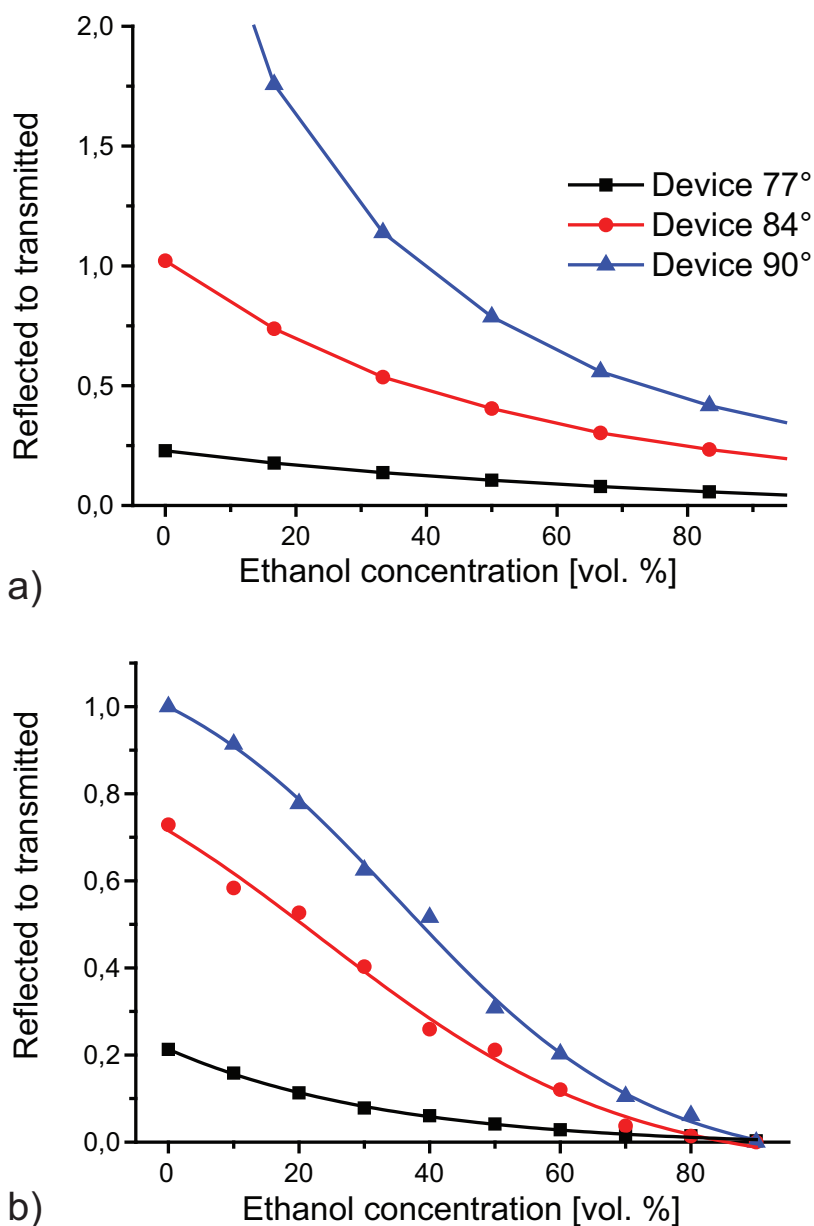 2,0
1,5
1,0
0,5
0,0
Reflected to transmitted
Device 77°
Device 84°
Device 90°
0 20 40 60 80
Ethanol concentration [vol. %]
a)
1,0
0,8
0,6
0,4
0,2
0,0
Reflected to transmitted
0 20 40 60 80
Ethanol concentration [vol. %]
b)